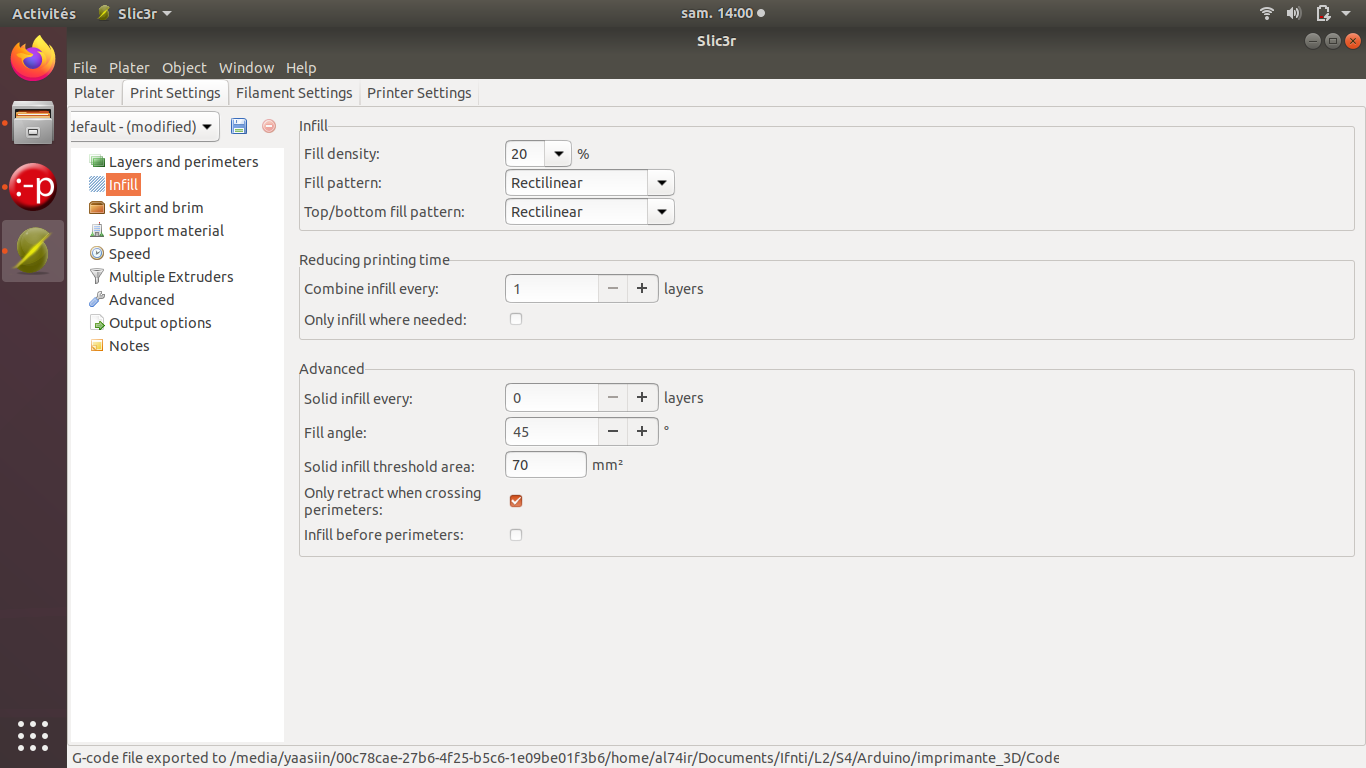 Activités Slic3r sam. 14:00
Slic3r
File Plater Object Window Help
Plater Print Settings Filament Settings Printer Settings
default - (modified)
Layers and perimeters
Infill
Skirt and brim
Support material
Speed
Multiple Extruders
Advanced
Output options
Notes
Infill
Fill density: 20 %
Fill pattern: Rectilinear
Top/bottom fill pattern: Rectilinear
Reducing printing time
Combine infill every: 1 layers
Only infill where needed:
Advanced
Solid infill every: 0 layers
Fill angle: 45 °
Solid infill threshold area: 70 mm²
Only retract when crossing
perimeters:
Infill before perimeters:
:-p
G-code file exported to /media/yaasiin/00c78cae-27b6-4f25-b5c6-1e09be01f3b6/home/al74ir/Documents/Ifnti/L2/S4/Arduino/imprimante_3D/Code